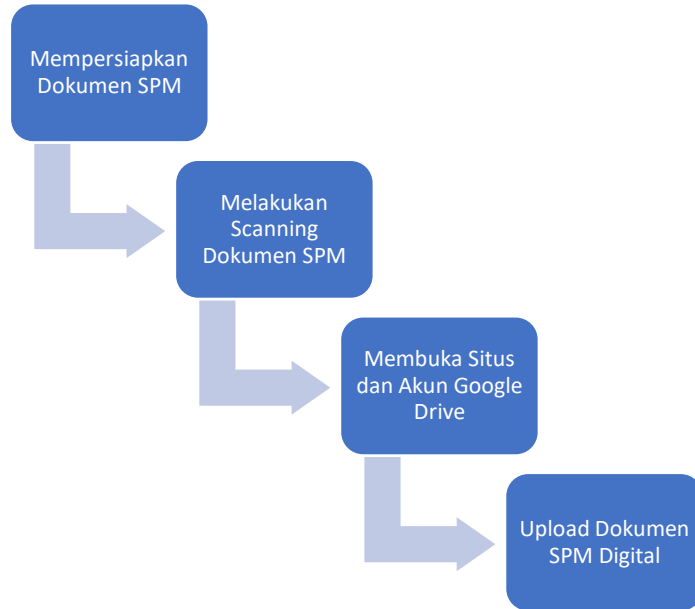 Mempersiapkan
Dokumen SPM
Melakukan
Scanning
Dokumen SPM
Membuka Situs
dan Akun Google
Drive
Upload Dokumen
SPM Digital